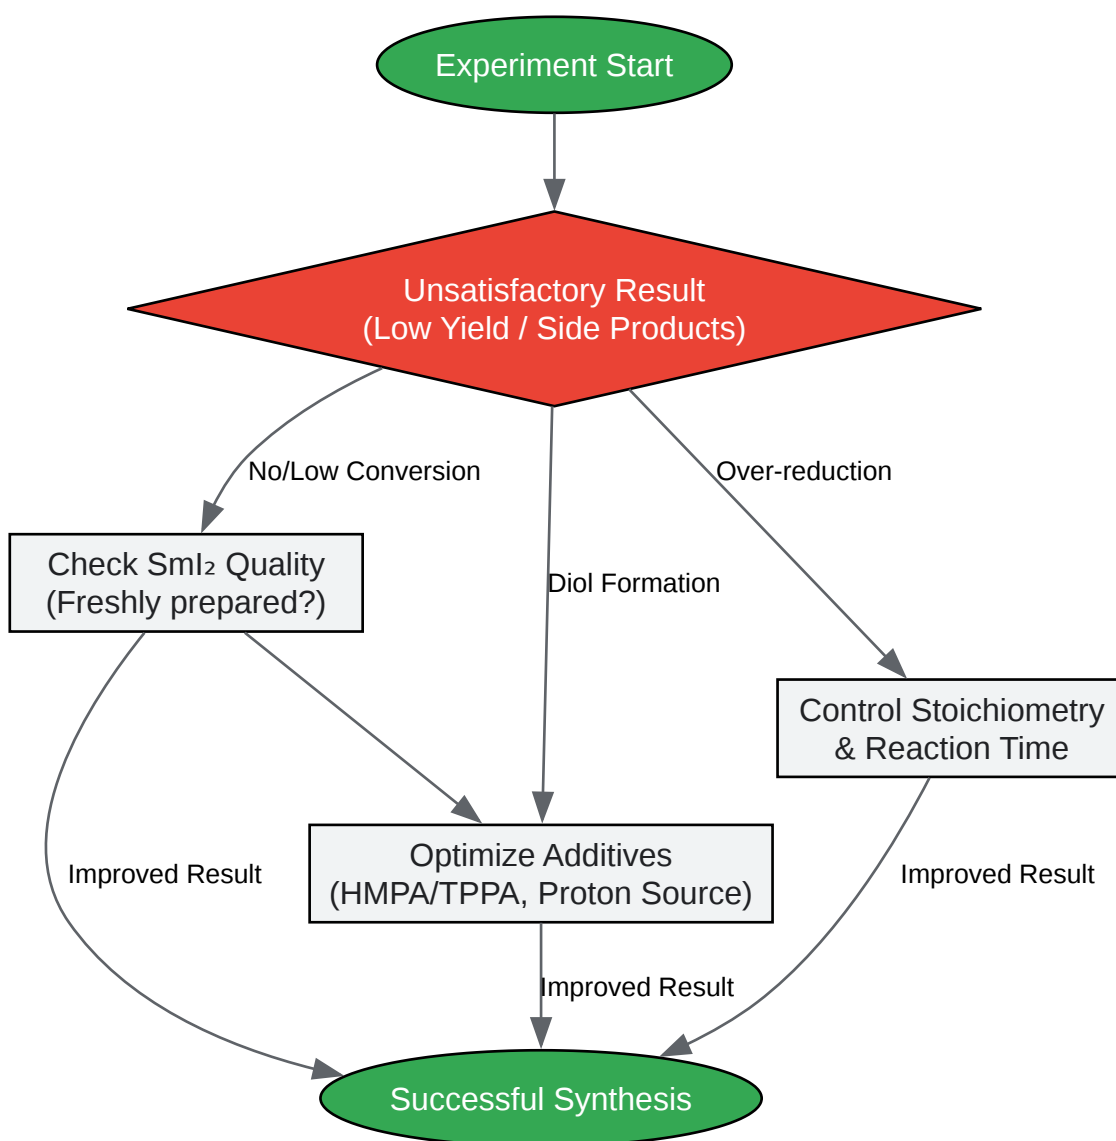 Experiment Start
Unsatisfactory Result
(Low Yield / Side Products)
No/Low Conversion
Over-reduction
Check SmI₂ Quality
(Freshly prepared?)
Diol Formation
Control Stoichiometry
& Reaction Time
Optimize Additives
(HMPA/TPPA, Proton Source)
Improved Result
Improved Result
Improved Result
Successful Synthesis